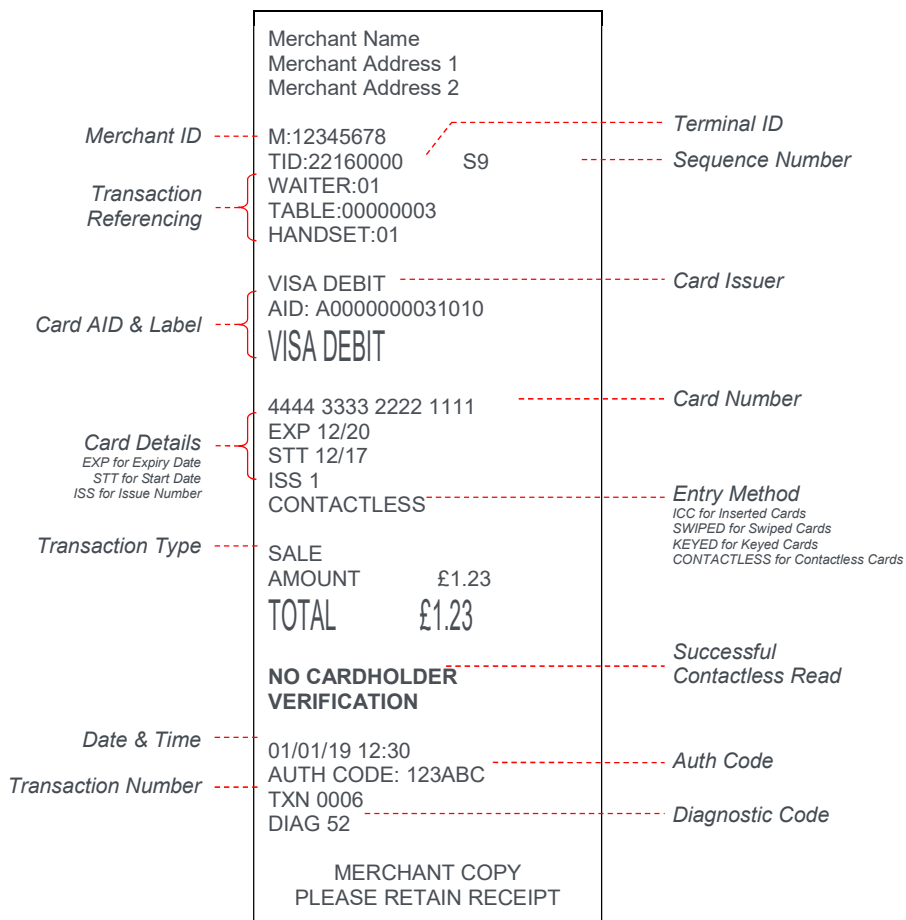 Merchant Name
Merchant Address 1
Merchant Address 2
Merchant ID
M:12345678
Terminal ID
TID:22160000 S9
Sequence Number
Transaction
Referencing
WAITER:01
TABLE:00000003
HANDSET:01
VISA DEBIT
Card Issuer
Card AID & Label
AID: A0000000031010
VISA DEBIT
4444 3333 2222 1111
Card Number
Card Details
EXP for Expiry Date
STT for Start Date
ISS for Issue Number
EXP 12/20
STT 12/17
ISS 1
CONTACTLESS
Entry Method
ICC for Inserted Cards
SWIPED for Swiped Cards
KEYED for Keyed Cards
CONTACTLESS for Contactless Cards
Transaction Type
SALE
AMOUNT £1.23
TOTAL £1.23
Successful
Contactless Read
NO CARDHOLDER
VERIFICATION
Date & Time
01/01/19 12:30
AUTH CODE: 123ABC
Auth Code
Transaction Number
TXN 0006
DIAG 52
Diagnostic Code
MERCHANT COPY
PLEASE RETAIN RECEIPT